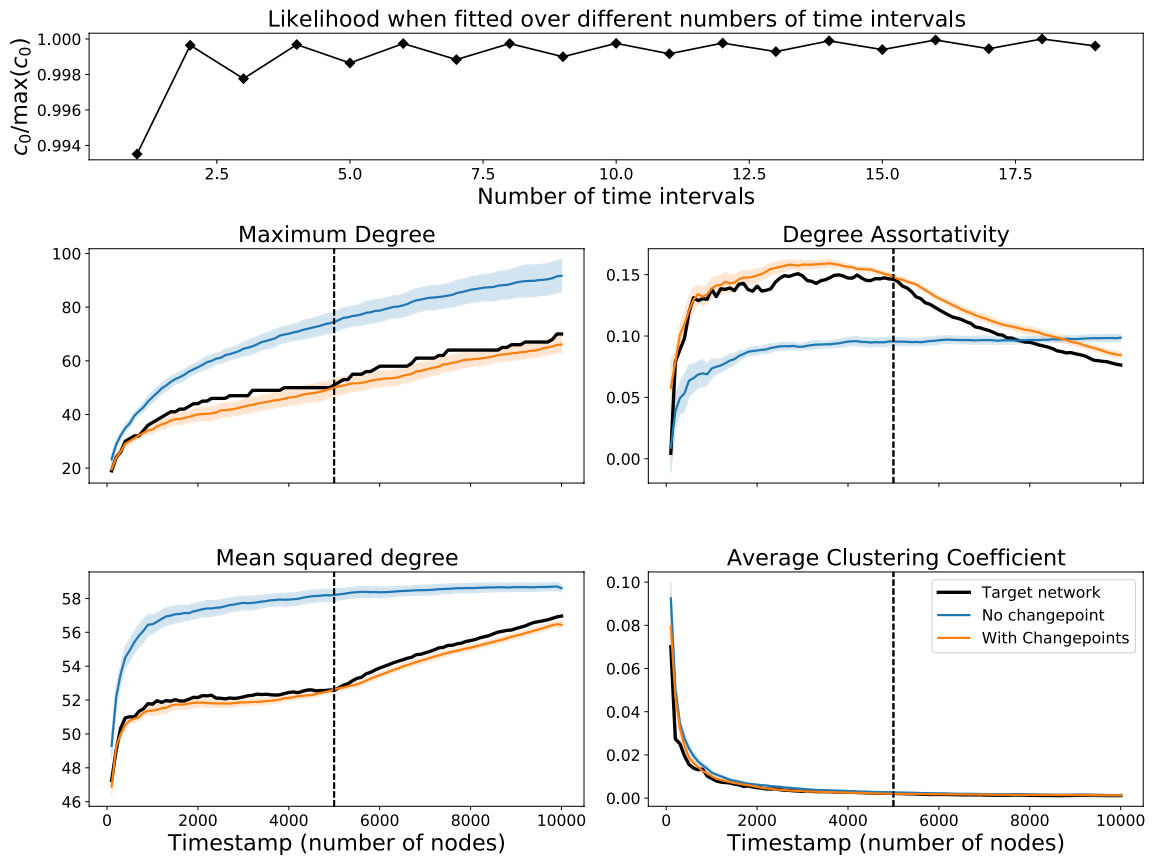 Likelihood when fitted over different numbers of time intervals
c₀/max(c₀)
1.000
0.998
0.996
0.994
2.5 5.0 7.5 10.0 12.5 15.0 17.5
Number of time intervals
Maximum Degree
100
80
60
40
20
Degree Assortativity
0.15
0.10
0.05
0.00
Mean squared degree
58
56
54
52
50
48
46
0 2000 4000 6000 8000 10000
Timestamp (number of nodes)
Average Clustering Coefficient
0.10
0.08
0.06
0.04
0.02
0.00
Target network
No changepoint
With Changepoints
0 2000 4000 6000 8000 10000
Timestamp (number of nodes)